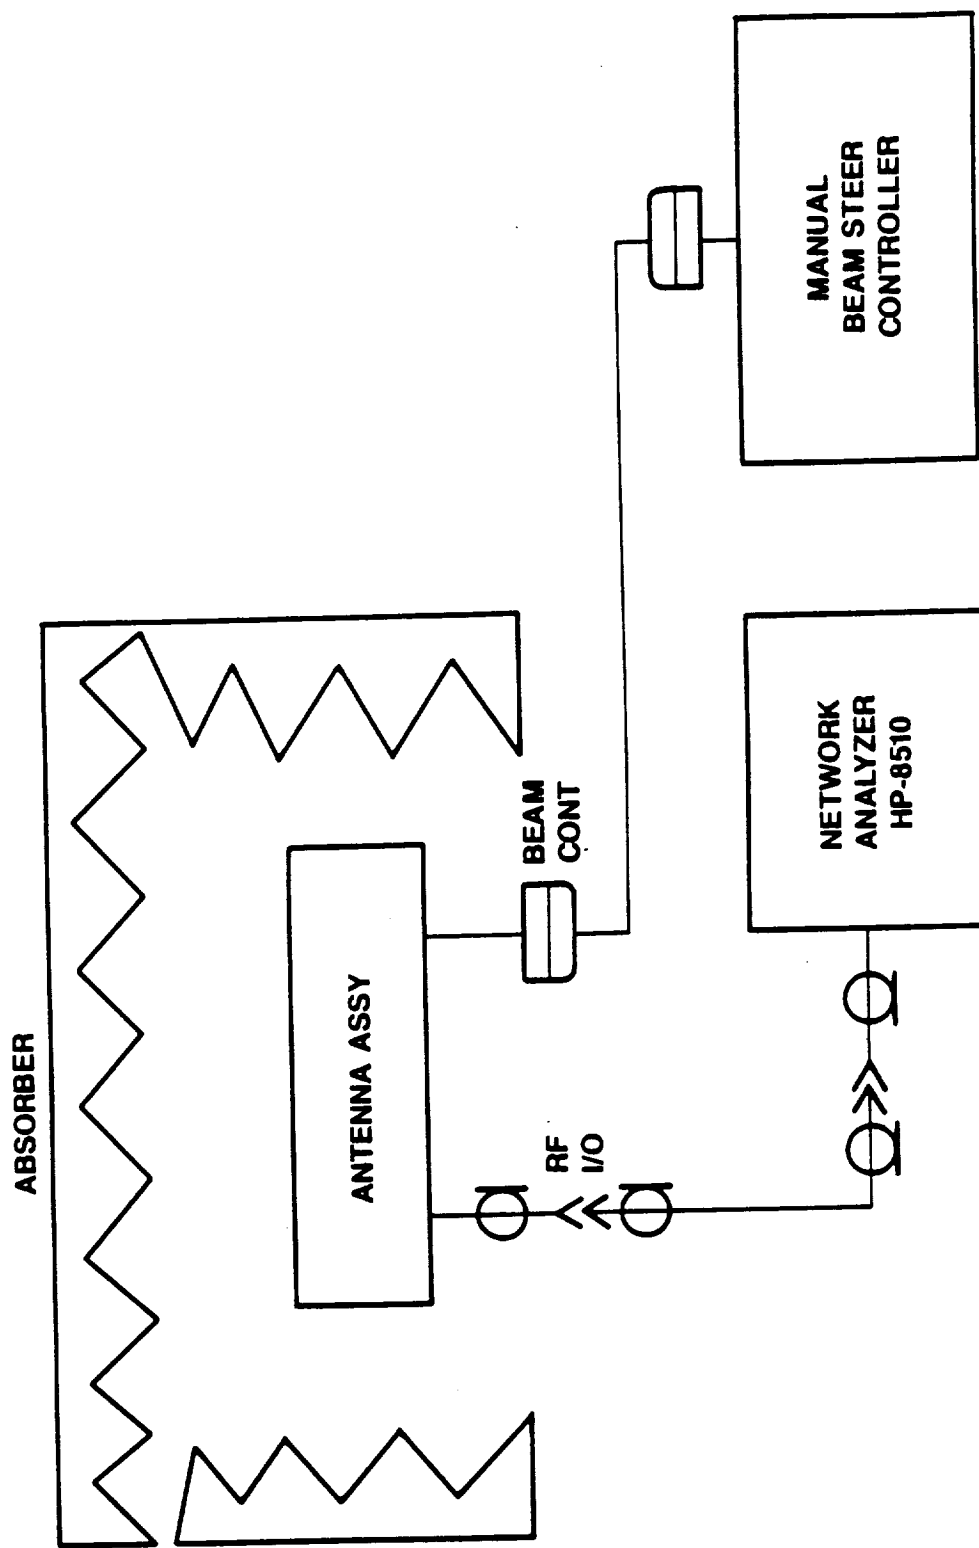 ABSORBER
ANTENNA ASSY
BEAM
CONT
RF
I/O
NETWORK
ANALYZER
HP-8510
MANUAL
BEAM STEER
CONTROLLER